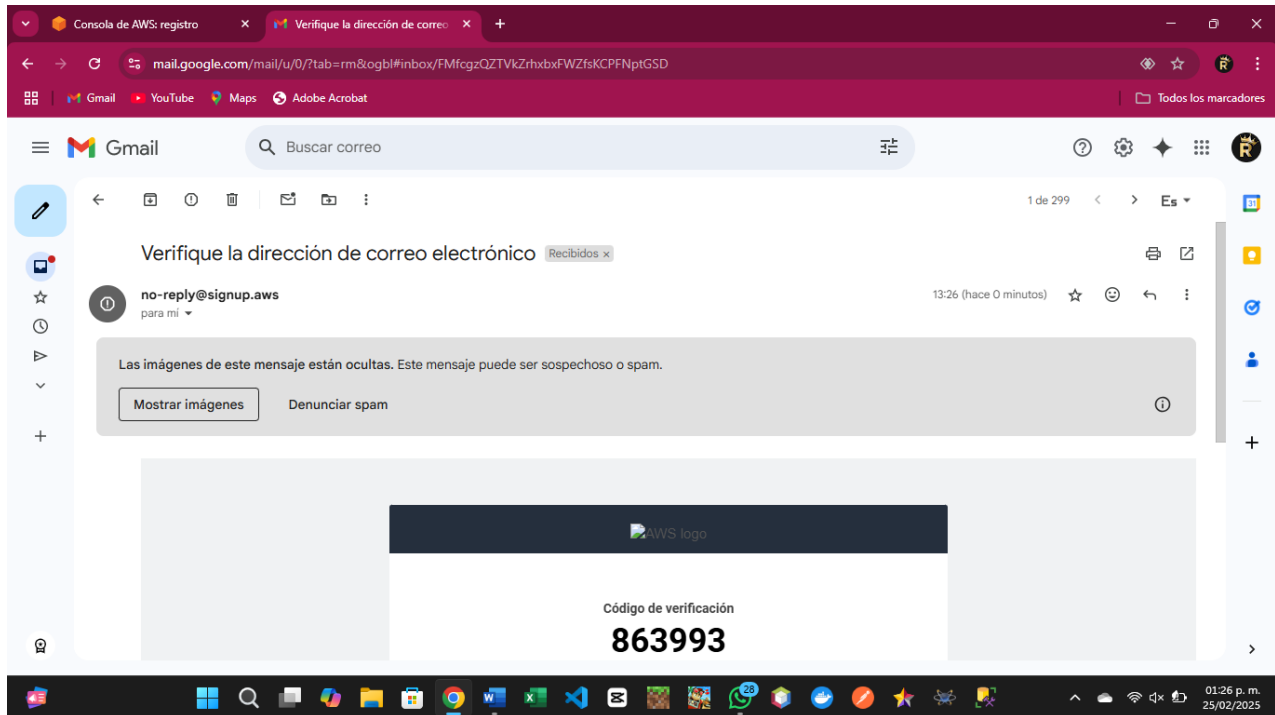 Consola de AWS: registro
Verifique la dirección de correo
mail.google.com/mail/u/0/?tab=rm&ogbl#inbox/FMfcgzQZTVkZrhxbxFWZfsKCPFNptGSD
Gmail YouTube Maps Adobe Acrobat Todos los marcadores
Gmail Buscar correo
1 de 299 Es
Verifique la dirección de correo electrónico Recibidos x
no-reply@signup.aws 13:26 (hace 0 minutos)
para mí
Las imágenes de este mensaje están ocultas. Este mensaje puede ser sospechoso o spam.
Mostrar imágenes Denunciar spam
AWS logo
Código de verificación
863993
28
01:26 p. m.
25/02/2025